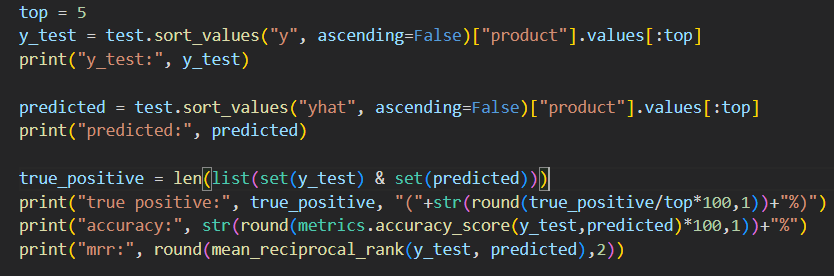 top = 5
y_test = test.sort_values("y", ascending=False)["product"].values[:top]
print("y_test:", y_test)
predicted = test.sort_values("yhat", ascending=False)["product"].values[:top]
print("predicted:", predicted)
true_positive = len(list(set(y_test) & set(predicted)))
print("true positive:", true_positive, "("+str(round(true_positive/top*100,1))+"%)")
print("accuracy:", str(round(metrics.accuracy_score(y_test,predicted)*100,1))+"%")
print("mrr:", round(mean_reciprocal_rank(y_test, predicted),2))